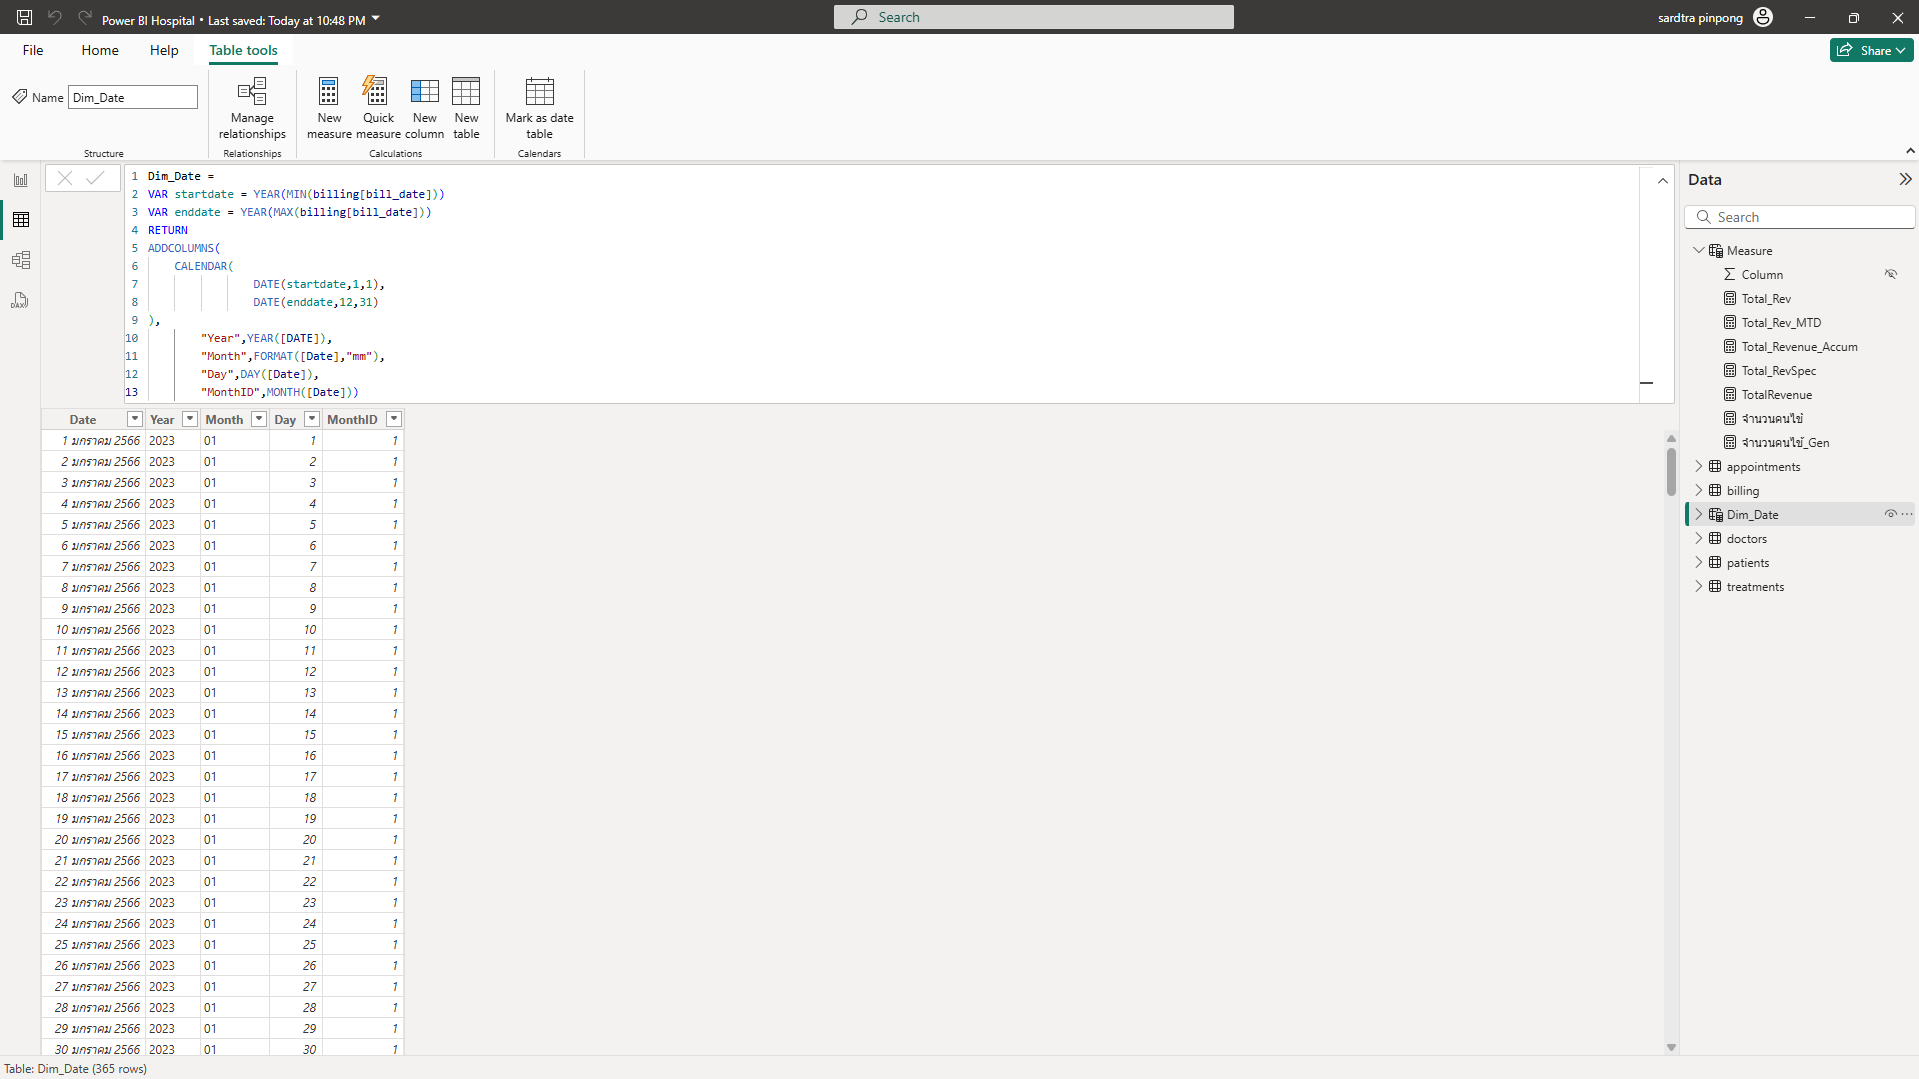 Power BI Hospital • Last saved: Today at 10:48 PM
Search
sardtra pinpong
File Home Help Table tools
Share
Name Dim_Date
Manage relationships
New measure
Quick measure
New column
New table
Mark as date table
Structure
Relationships
Calculations
Calendars
1 Dim_Date =
2 VAR startdate = YEAR(MIN(billing[bill_date]))
3 VAR enddate = YEAR(MAX(billing[bill_date]))
4 RETURN
5 ADDCOLUMNS(
6 CALENDAR(
7 DATE(startdate,1,1),
8 DATE(enddate,12,31)
9 ),
10 "Year",YEAR([DATE]),
11 "Month",FORMAT([Date],"mm"),
12 "Day",DAY([Date]),
13 "MonthID",MONTH([Date]))
Date Year Month Day MonthID
1 มกราคม 2566 2023 01 1 1
2 มกราคม 2566 2023 01 2 1
3 มกราคม 2566 2023 01 3 1
4 มกราคม 2566 2023 01 4 1
5 มกราคม 2566 2023 01 5 1
6 มกราคม 2566 2023 01 6 1
7 มกราคม 2566 2023 01 7 1
8 มกราคม 2566 2023 01 8 1
9 มกราคม 2566 2023 01 9 1
10 มกราคม 2566 2023 01 10 1
11 มกราคม 2566 2023 01 11 1
12 มกราคม 2566 2023 01 12 1
13 มกราคม 2566 2023 01 13 1
14 มกราคม 2566 2023 01 14 1
15 มกราคม 2566 2023 01 15 1
16 มกราคม 2566 2023 01 16 1
17 มกราคม 2566 2023 01 17 1
18 มกราคม 2566 2023 01 18 1
19 มกราคม 2566 2023 01 19 1
20 มกราคม 2566 2023 01 20 1
21 มกราคม 2566 2023 01 21 1
22 มกราคม 2566 2023 01 22 1
23 มกราคม 2566 2023 01 23 1
24 มกราคม 2566 2023 01 24 1
25 มกราคม 2566 2023 01 25 1
26 มกราคม 2566 2023 01 26 1
27 มกราคม 2566 2023 01 27 1
28 มกราคม 2566 2023 01 28 1
29 มกราคม 2566 2023 01 29 1
30 มกราคม 2566 2023 01 30 1
Data
Search
Measure
Column
Total_Rev
Total_Rev_MTD
Total_Revenue_Accum
Total_RevSpec
TotalRevenue
จำนวนคนไข้
จำนวนคนไข้_Gen
appointments
billing
Dim_Date
doctors
patients
treatments
DAX
Table: Dim_Date (365 rows)